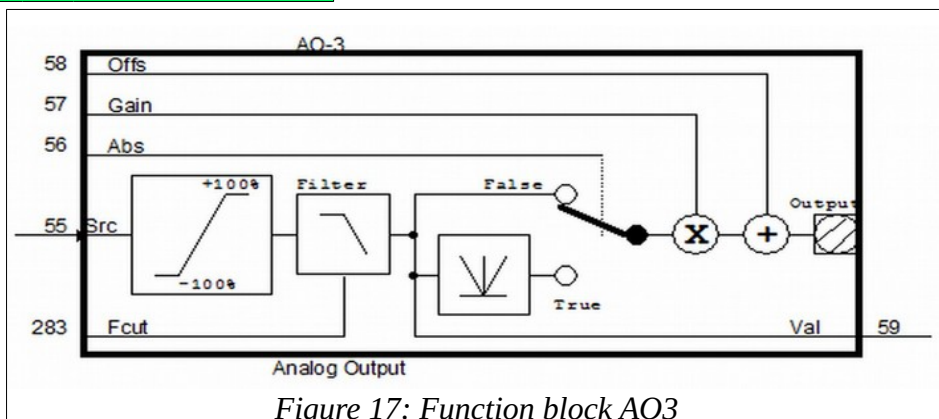 AO-3
58 Offs
57 Gain
56 Abs
+100% Filter False
Output
55 Src
X +
-100%
True
283 Fcut Val 59
Analog Output
Figure 17: Function block AO3